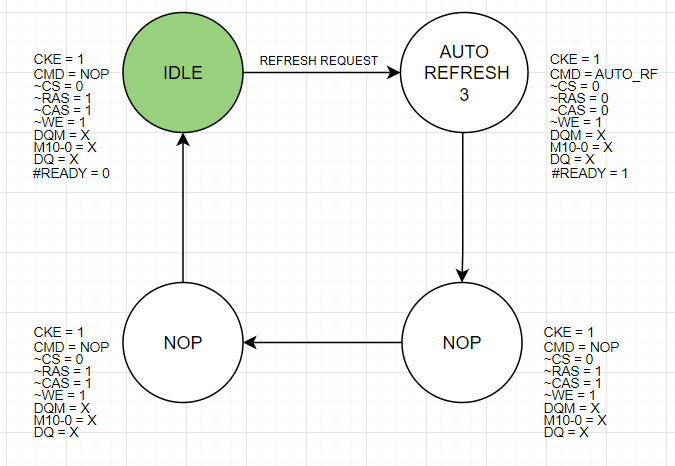 IDLE
REFRESH REQUEST
AUTO
REFRESH
3
CKE = 1
CMD = NOP
~CS = 0
~RAS = 1
~CAS = 1
~WE = 1
DQM = X
M10-0 = X
DQ = X
#READY = 0
CKE = 1
CMD = AUTO_RF
~CS = 0
~RAS = 0
~CAS = 0
~WE = 1
DQM = X
M10-0 = X
DQ = X
#READY = 1
CKE = 1
CMD = NOP
~CS = 0
~RAS = 1
~CAS = 1
~WE = 1
DQM = X
M10-0 = X
DQ = X
NOP
NOP
CKE = 1
CMD = NOP
~CS = 0
~RAS = 1
~CAS = 1
~WE = 1
DQM = X
M10-0 = X
DQ = X